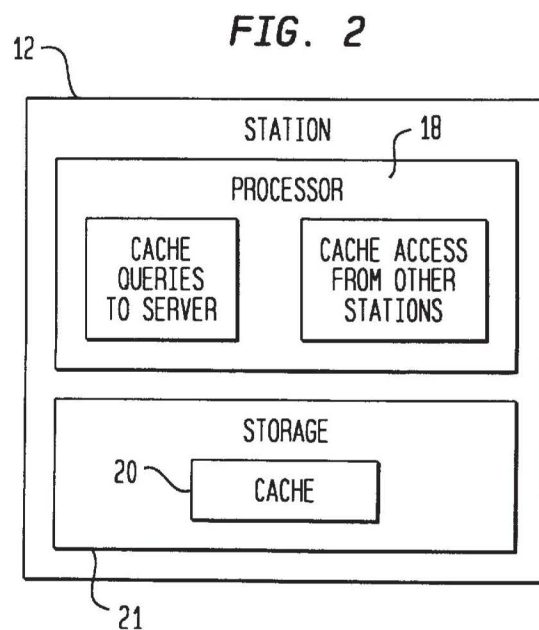 FIG. 2
12
STATION
18
PROCESSOR
CACHE
QUERIES
TO SERVER
CACHE ACCESS
FROM OTHER
STATIONS
STORAGE
20
CACHE
21